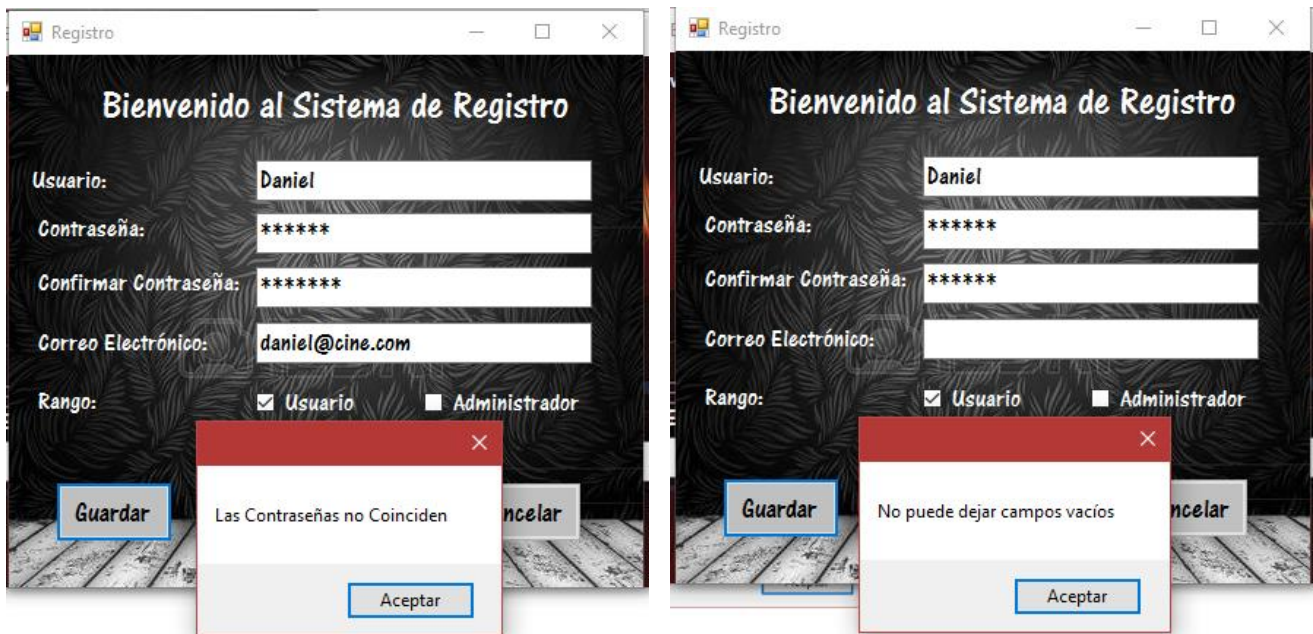 Registro
Bienvenido al Sistema de Registro
Usuario:
Daniel
Contraseña:
******
Confirmar Contraseña:
*******
Correo Electrónico:
daniel@cine.com
Rango:
Usuario
Administrador
Guardar
ncelar
Las Contraseñas no Coinciden
Aceptar
Registro
Bienvenido al Sistema de Registro
Usuario:
Daniel
Contraseña:
******
Confirmar Contraseña:
******
Correo Electrónico:
Rango:
Usuario
Administrador
Guardar
ncelar
No puede dejar campos vacíos
Aceptar